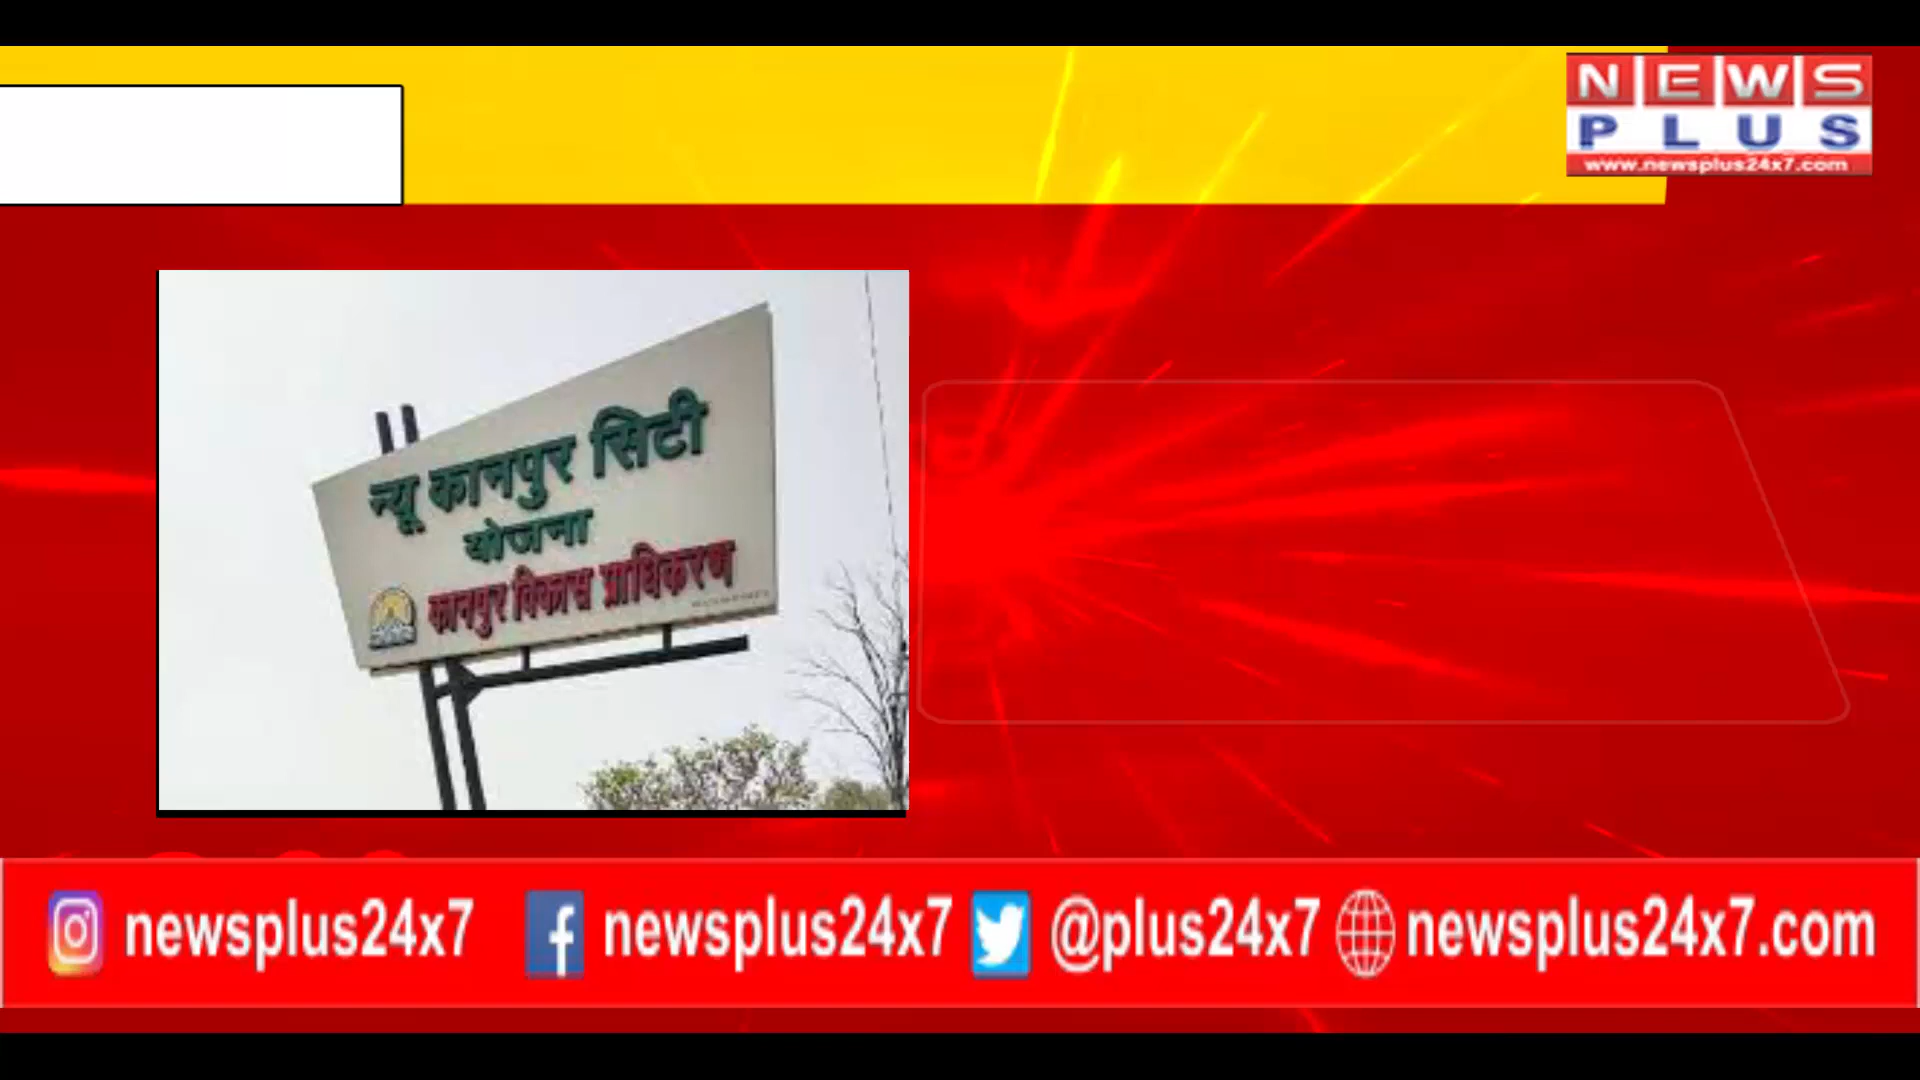 NEWS
PLUS
www.newsplus24x7.com
न्यू कानपुर सिटी
योजना
कानपुर विकास प्राधिकरण
newsplus24x7
newsplus24x7
@plus24x7
newsplus24x7.com